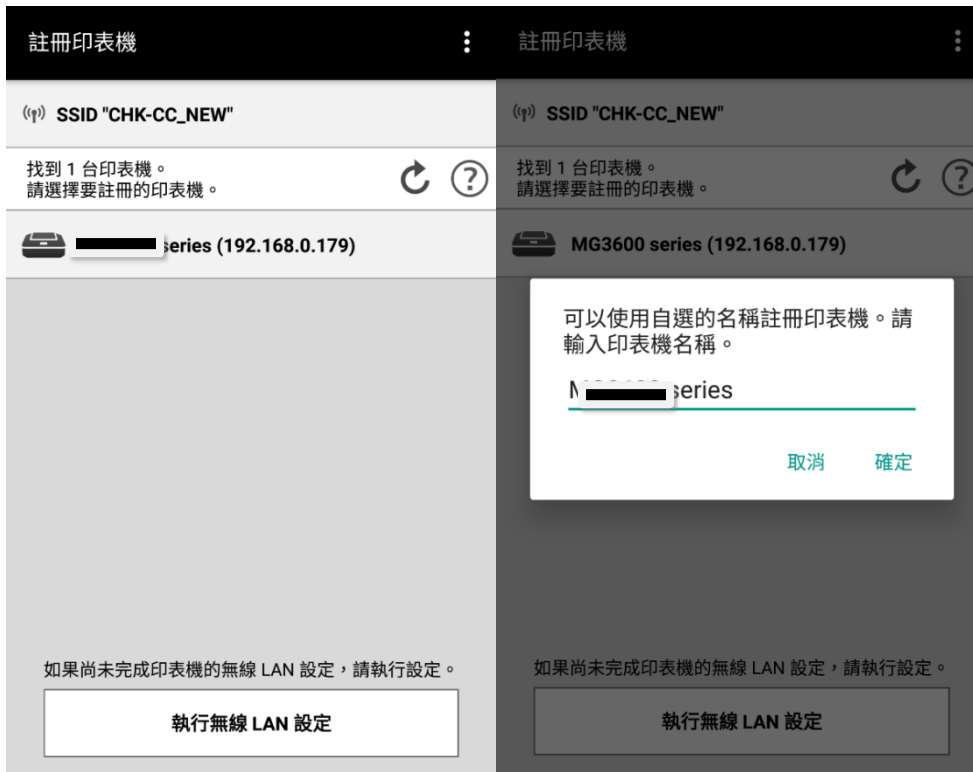 註冊印表機
SSID "CHK-CC_NEW"
找到 1 台印表機。
請選擇要註冊的印表機。
series (192.168.0.179)
如果尚未完成印表機的無線 LAN 設定，請執行設定。
執行無線 LAN 設定
註冊印表機
SSID "CHK-CC_NEW"
找到 1 台印表機。
請選擇要註冊的印表機。
MG3600 series (192.168.0.179)
可以使用自選的名稱註冊印表機。請
輸入印表機名稱。
series
取消 確定
如果尚未完成印表機的無線 LAN 設定，請執行設定。
執行無線 LAN 設定